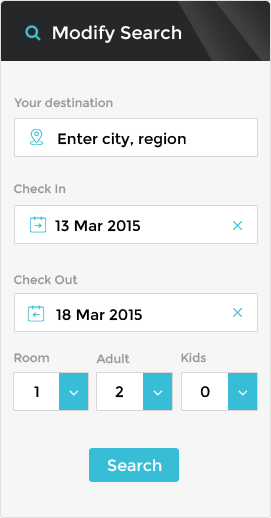 Modify Search
Your destination
Enter city, region
Check In
13 Mar 2015
Check Out
18 Mar 2015
Room Adult Kids
1 2 0
Search